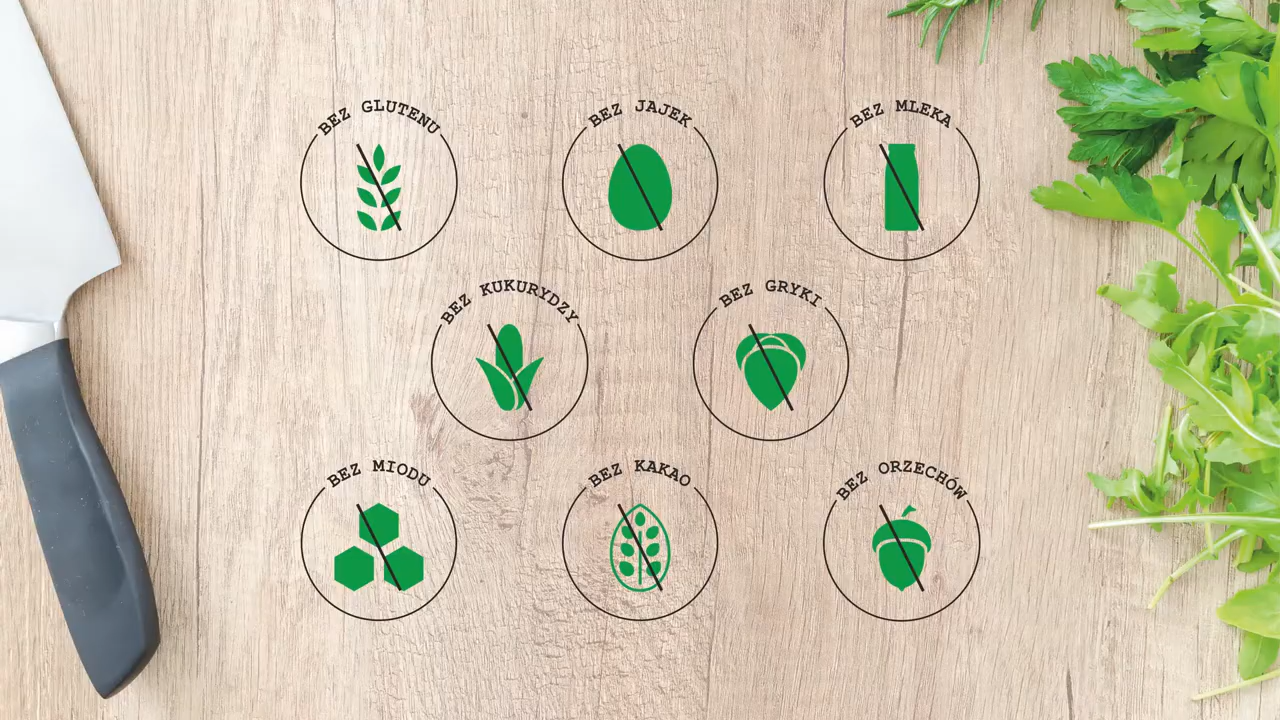 BEZ GLUTENU
BEZ JAJEK
BEZ MLEKA
BEZ KUKURYDZY
BEZ GRYKI
BEZ MIODU
BEZ KAKAO
BEZ ORZECHÓW